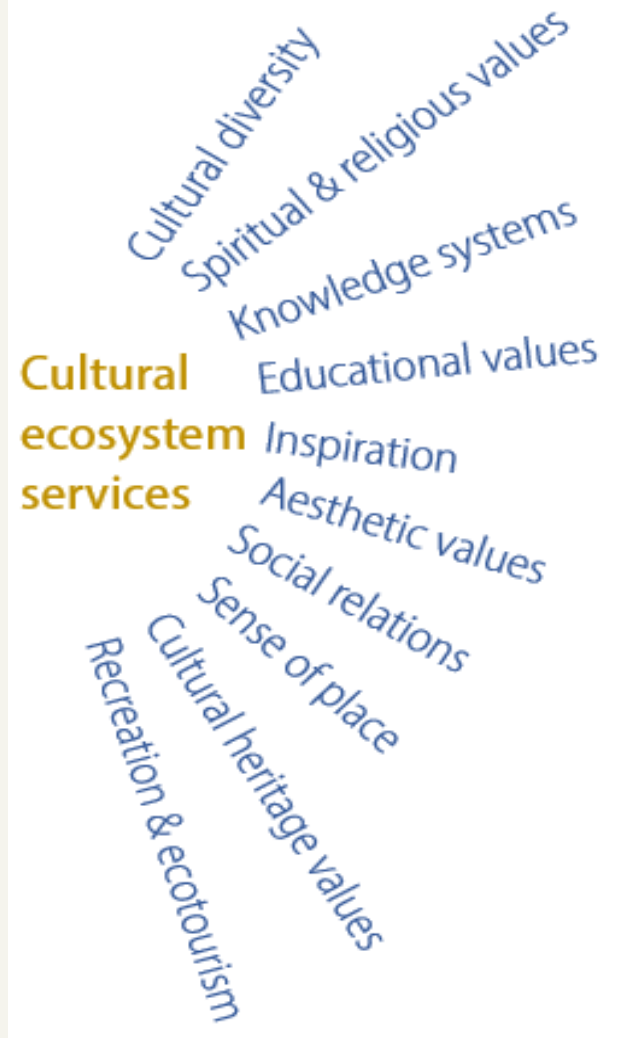 Cultural
ecosystem
services
Cultural diversity
Spiritual & religious values
Knowledge systems
Educational values
Inspiration
Aesthetic values
Social relations
Sense of place
Cultural heritage values
Recreation & ecotourism